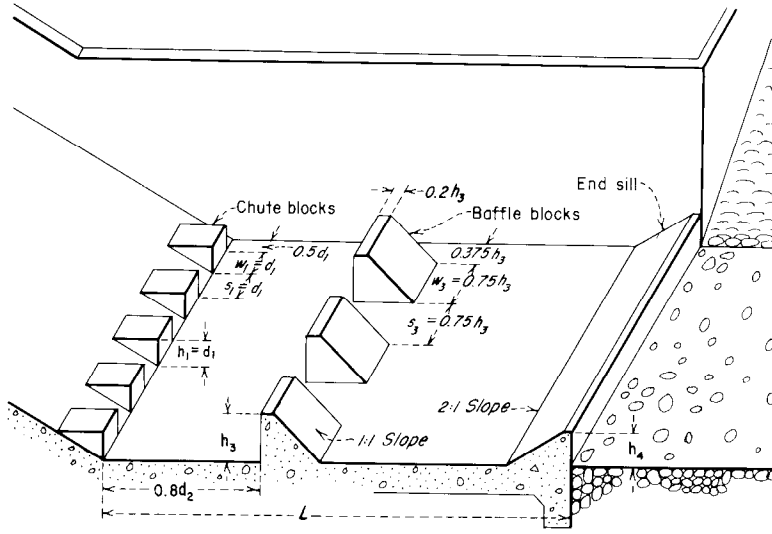 0.2h₃
End sill
Chute blocks
Baffle blocks
0.5d₁
0.375h₃
w₁=d₁
w₃=0.75h₃
s₁=d₁
s₃=0.75h₃
h₁=d₁
2:1 Slope
h₃
1:1 Slope
h₄
0.8d₂
L